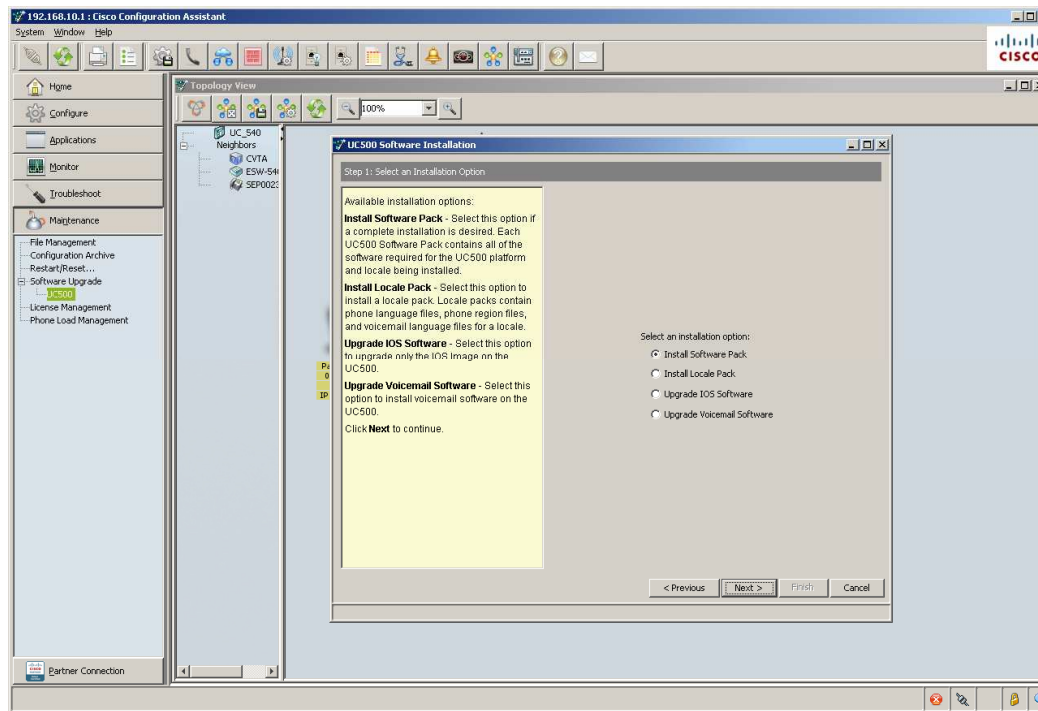 192.168.10.1 : Cisco Configuration Assistant
System Window Help
CISCO
Home
Configure
Applications
Monitor
Troubleshoot
Maintenance
File Management
Configuration Archive
Restart/Reset...
Software Upgrade
UC500
License Management
Phone Load Management
Partner Connection
Topology View
100%
UC_540
Neighbors
CVTA
ESW-54
SEP002
IP
UC500 Software Installation
Step 1: Select an Installation Option
Available installation options:
Install Software Pack - Select this option if
a complete installation is desired. Each
UC500 Software Pack contains all of the
software required for the UC500 platform
and locale being installed.
Install Locale Pack - Select this option to
install a locale pack. Locale packs contain
phone language files, phone region files,
and voicemail language files for a locale.
Upgrade IOS Software - Select this option
to upgrade only the IOS Image on the
UC500.
Upgrade Voicemail Software - Select this
option to install voicemail software on the
UC500.
Click Next to continue.
Select an installation option:
Install Software Pack
Install Locale Pack
Upgrade IOS Software
Upgrade Voicemail Software
< Previous
Next >
Finish
Cancel